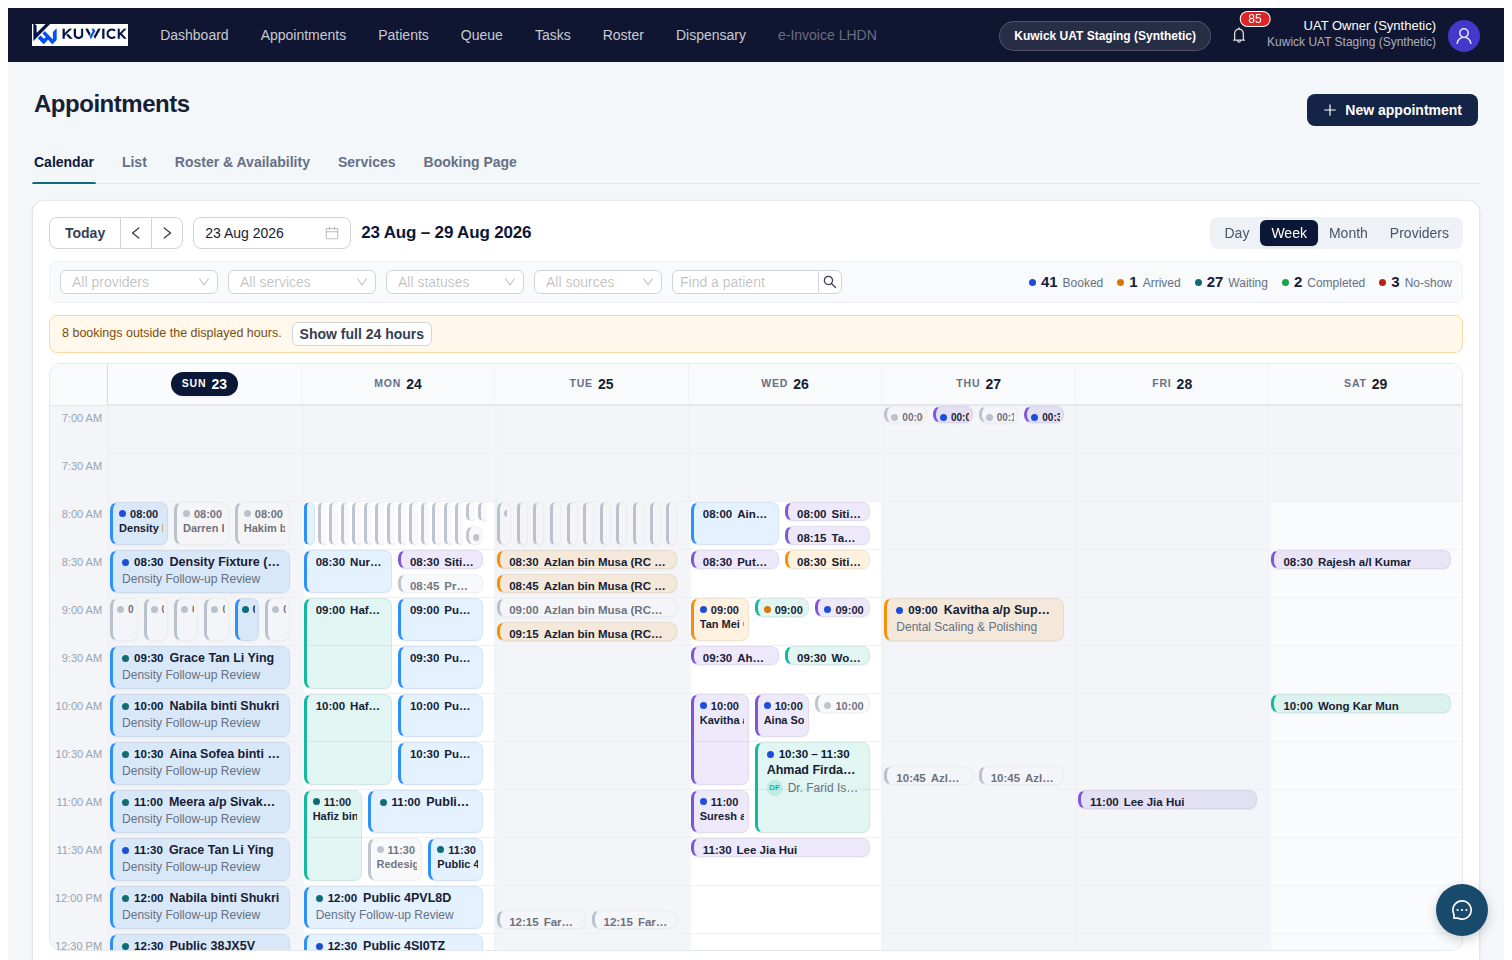 KUWICK
Dashboard Appointments Patients Queue Tasks Roster Dispensary e-Invoice LHDN
Kuwick UAT Staging (Synthetic)
85
UAT Owner (Synthetic)
Kuwick UAT Staging (Synthetic)
Appointments
New appointment
Calendar List Roster & Availability Services Booking Page
Today 23 Aug 2026 23 Aug – 29 Aug 2026
Day Week Month Providers
All providers All services All statuses All sources Find a patient
41 Booked 1 Arrived 27 Waiting 2 Completed 3 No-show
8 bookings outside the displayed hours. Show full 24 hours
SUN 23 MON 24 TUE 25 WED 26 THU 27 FRI 28 SAT 29
7:00 AM
7:30 AM
8:00 AM
08:00 08:00 08:00
Density Darren Hakim b
08:00 Ain… 08:00 Siti…
08:15 Ta…
8:30 AM
08:30 Density Fixture (…
Density Follow-up Review
08:30 Nur… 08:30 Siti…
08:45 Pr…
08:30 Azlan bin Musa (RC …
08:45 Azlan bin Musa (RC …
08:30 Put… 08:30 Siti…
08:30 Rajesh a/l Kumar
9:00 AM
09:00 Haf… 09:00 Pu…
09:00 Azlan bin Musa (RC…
09:15 Azlan bin Musa (RC…
09:00 09:00 09:00
Tan Mei
09:00 Kavitha a/p Sup…
Dental Scaling & Polishing
9:30 AM
09:30 Grace Tan Li Ying
Density Follow-up Review
09:30 Pu…
09:30 Ah… 09:30 Wo…
10:00 AM
10:00 Nabila binti Shukri
Density Follow-up Review
10:00 Haf… 10:00 Pu…
10:00 10:00 10:00
Kavitha Aina So
10:00 Wong Kar Mun
10:30 AM
10:30 Aina Sofea binti …
Density Follow-up Review
10:30 Pu…
10:30 – 11:30
Ahmad Firda…
DF Dr. Farid Is…
10:45 Azl… 10:45 Azl…
11:00 AM
11:00 Meera a/p Sivak…
Density Follow-up Review
11:00 11:00 Publi…
Hafiz bin
11:00
Suresh a
11:00 Lee Jia Hui
11:30 AM
11:30 Grace Tan Li Ying
Density Follow-up Review
11:30 11:30
Redesig Public 4
11:30 Lee Jia Hui
12:00 PM
12:00 Nabila binti Shukri
Density Follow-up Review
12:00 Public 4PVL8D
Density Follow-up Review
12:15 Far… 12:15 Far…
12:30 PM
12:30 Public 38JX5V
12:30 Public 4SI0TZ